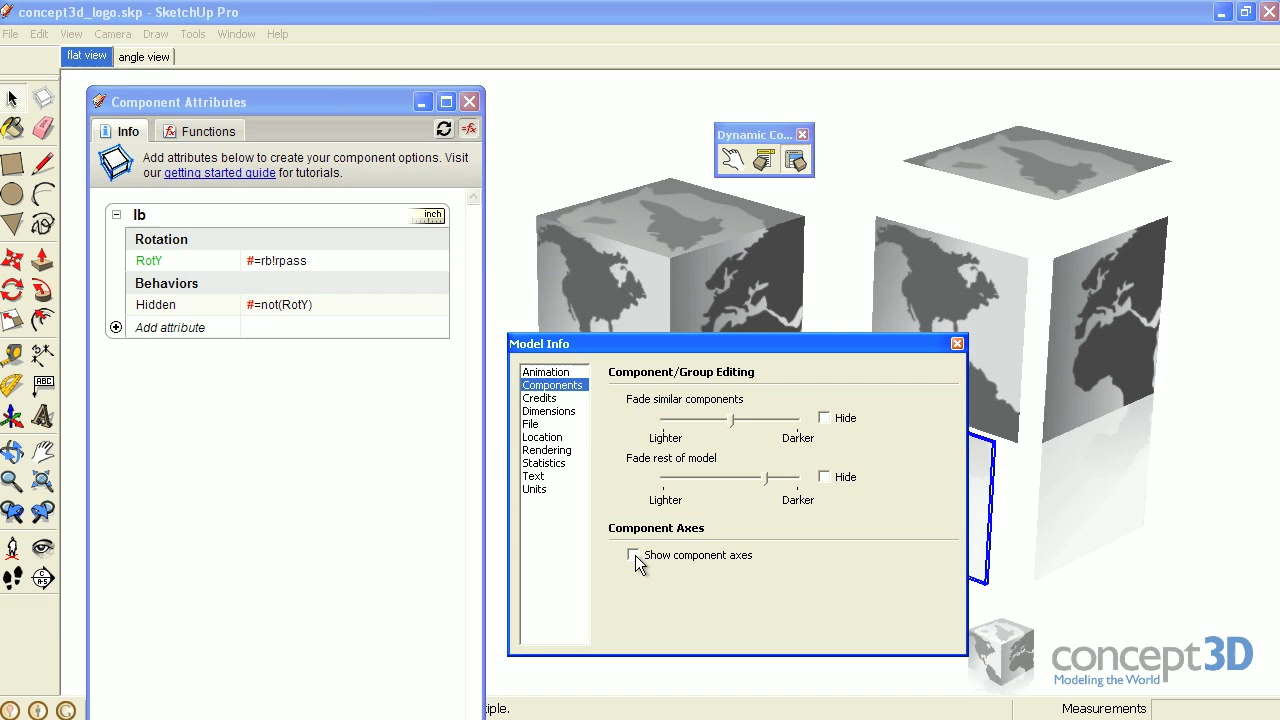 concept3d_logo.skp - SketchUp Pro
File Edit View Camera Draw Tools Window Help
flat view angle view
Component Attributes
Info Functions =fx
Add attributes below to create your component options. Visit
our getting started guide for tutorials.
lb inch
Rotation
RotY #=rb!rpass
Behaviors
Hidden #=not(RotY)
Add attribute
Dynamic Co...
Model Info
Animation
Components
Credits
Dimensions
File
Location
Rendering
Statistics
Text
Units
Component/Group Editing
Fade similar components
Hide
Lighter Darker
Fade rest of model
Hide
Lighter Darker
Component Axes
Show component axes
ABC
concept3D
Modeling the World
iple.
Measurements